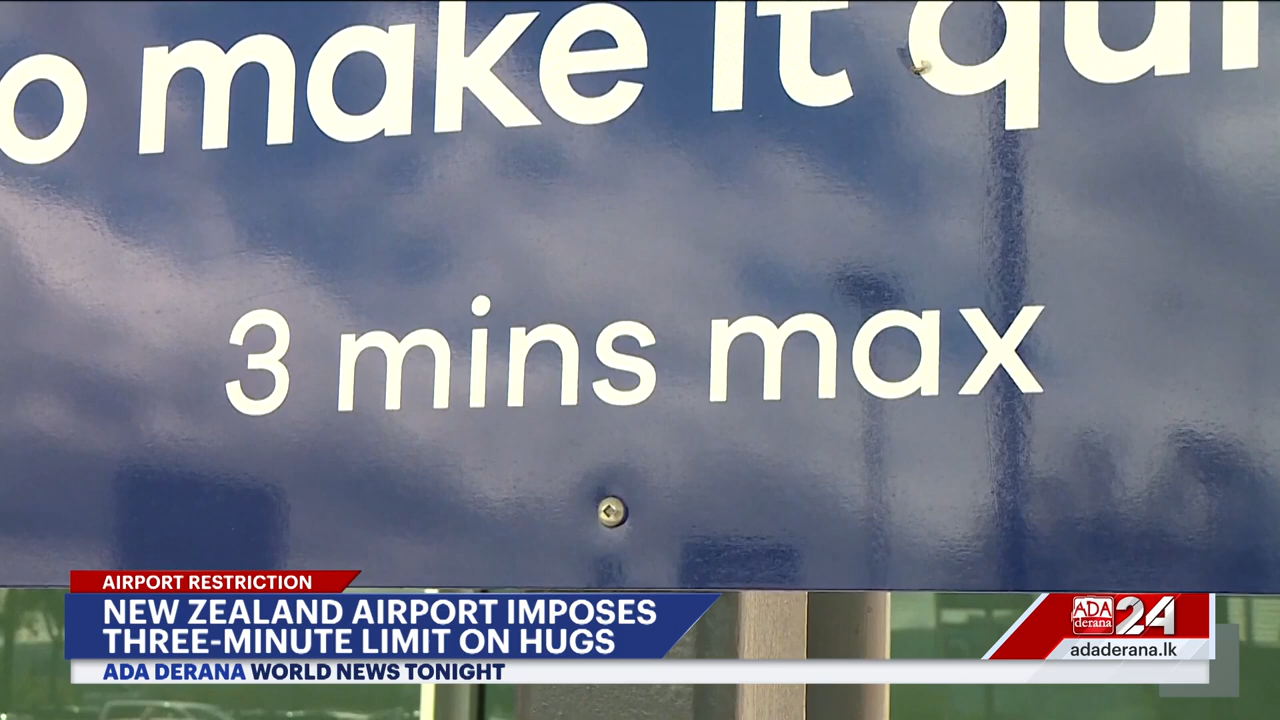 o make it qui
3 mins max
AIRPORT RESTRICTION
NEW ZEALAND AIRPORT IMPOSES
THREE-MINUTE LIMIT ON HUGS
ADA DERANA WORLD NEWS TONIGHT
ADA
derana
24
adaderana.lk